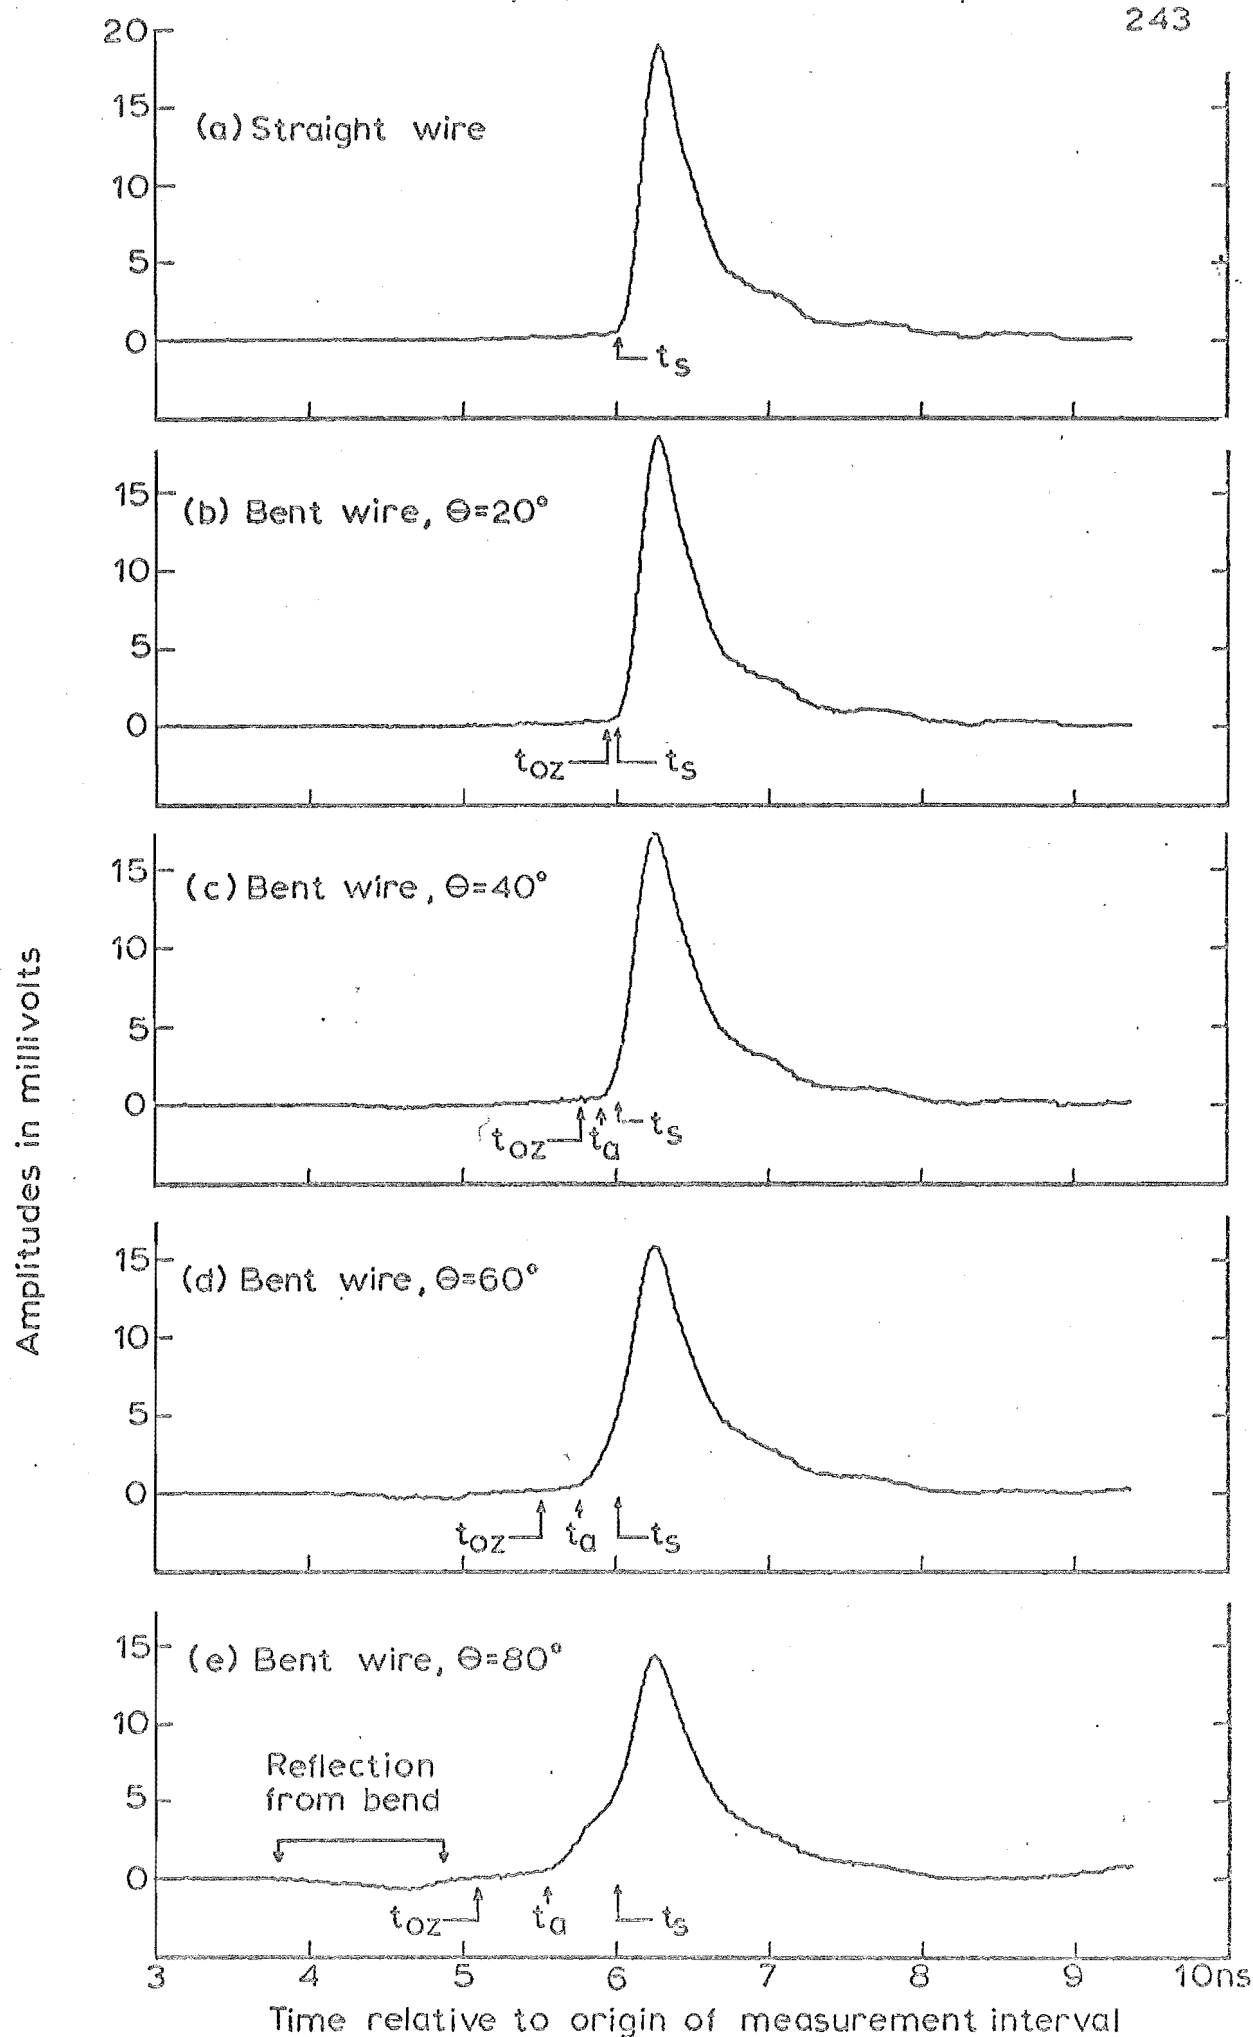 243
20
15
10
5
0
(a) Straight wire
ts
15
10
5
0
(b) Bent wire, Θ=20°
toz
ts
15
10
5
0
(c) Bent wire, Θ=40°
toz
ta
ts
15
10
5
0
(d) Bent wire, Θ=60°
toz
ta
ts
15
10
5
0
(e) Bent wire, Θ=80°
Reflection
from bend
toz
ta
ts
3 4 5 6 7 8 9 10ns
Time relative to origin of measurement interval
Amplitudes in millivolts